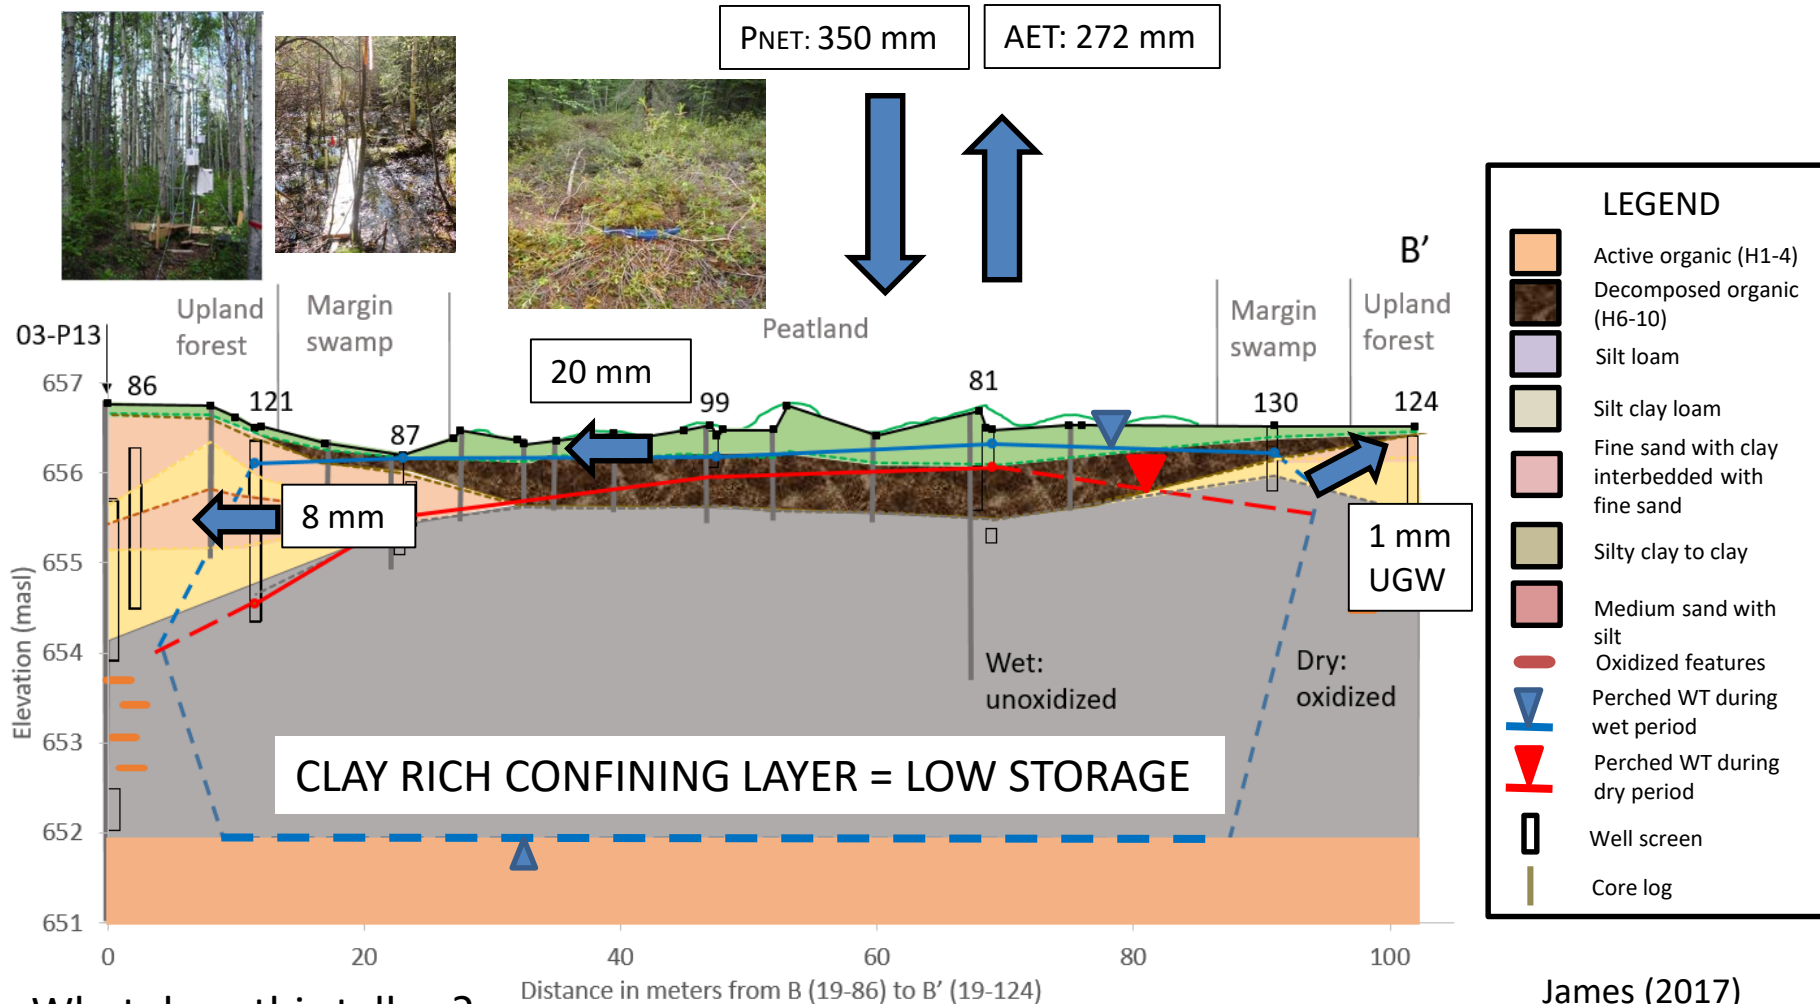 PNET: 350 mm
AET: 272 mm
B’
Upland
forest
Margin
swamp
Peatland
Margin
swamp
Upland
forest
03-P13
86
121
87
99
81
130
124
20 mm
8 mm
1 mm
UGW
657
656
655
654
653
652
651
Elevation (masl)
Wet:
unoxidized
Dry:
oxidized
CLAY RICH CONFINING LAYER = LOW STORAGE
0
20
40
60
80
100
Distance in meters from B (19-86) to B’ (19-124)
LEGEND
Active organic (H1-4)
Decomposed organic
(H6-10)
Silt loam
Silt clay loam
Fine sand with clay
interbedded with
fine sand
Silty clay to clay
Medium sand with
silt
Oxidized features
Perched WT during
wet period
Perched WT during
dry period
Well screen
Core log
James (2017)